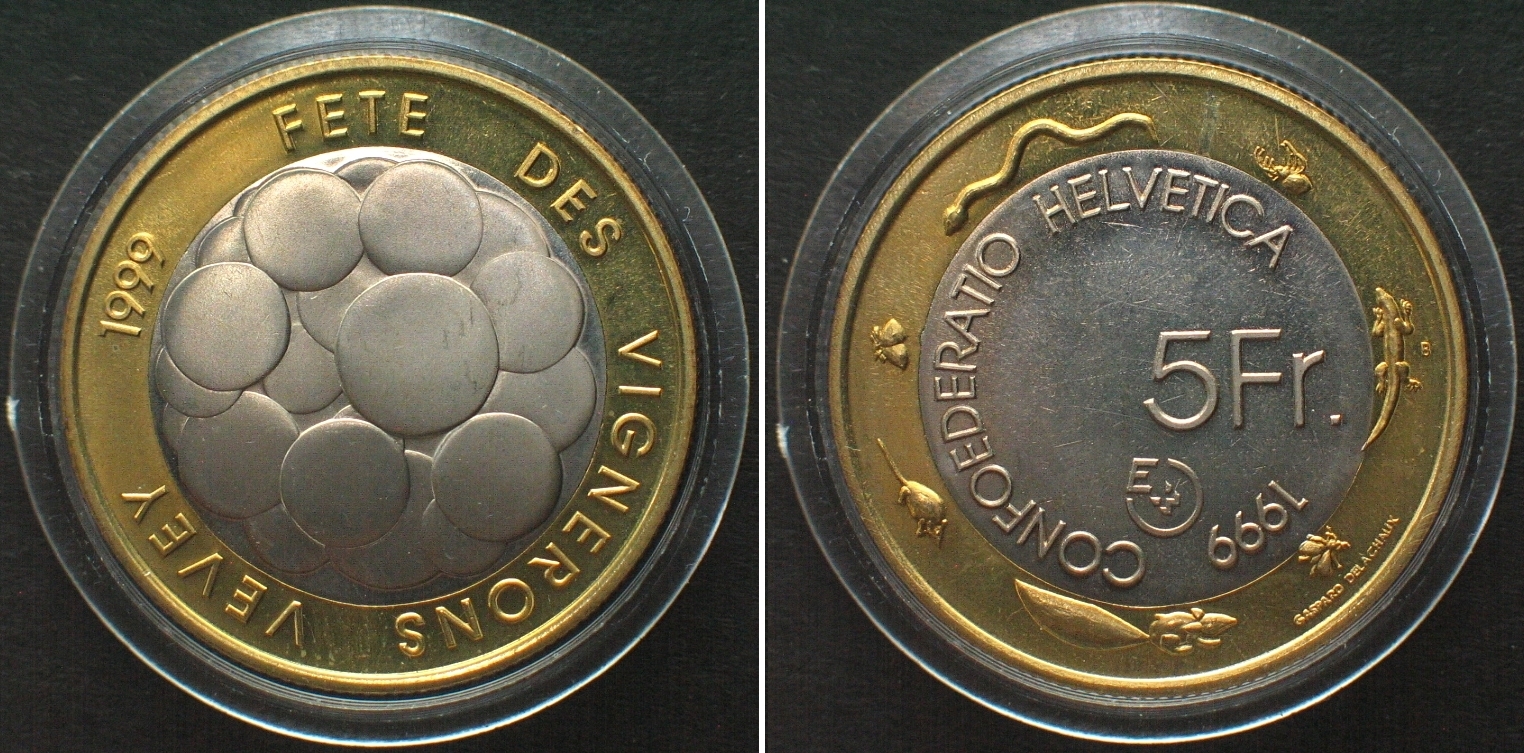 1999 FETE DES VIGNERONS VEVEY
CONFOEDERATIO HELVETICA
5Fr.
E
1999
B
GASPARD DELACHAUX